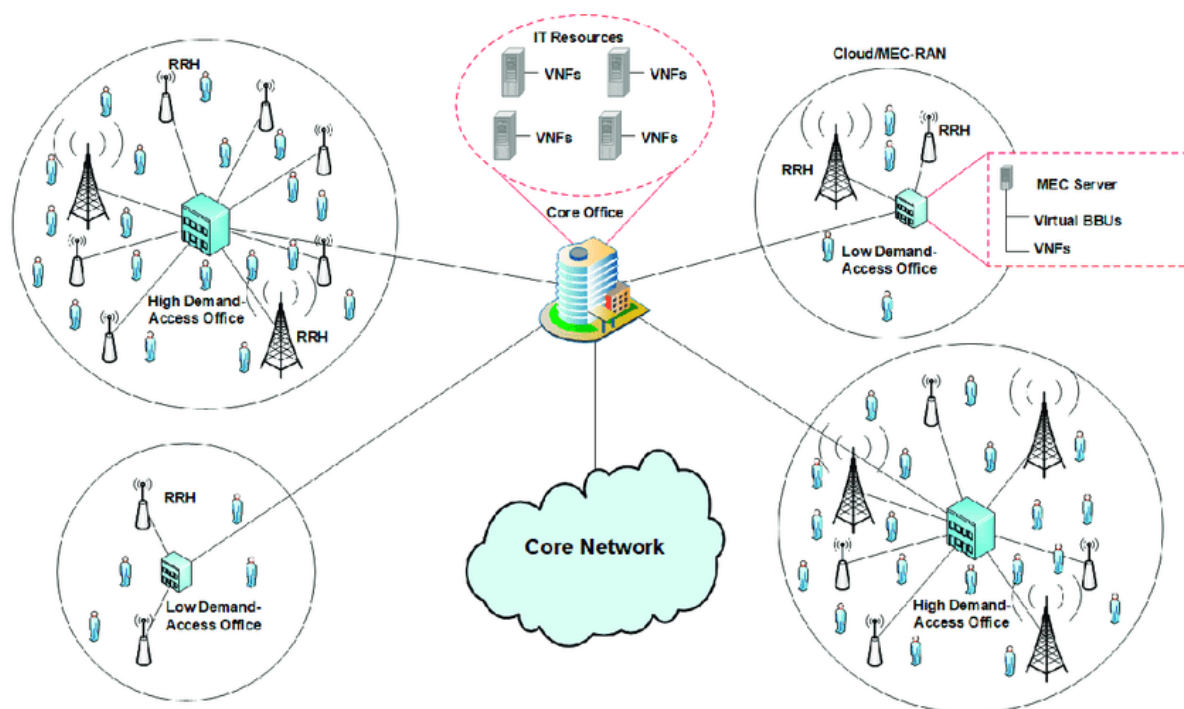 IT Resources
VNFs
VNFs
VNFs
VNFs
Core Office
RRH
High Demand-
Access Office
RRH
Cloud/MEC-RAN
RRH
RRH
Low Demand-
Access Office
MEC Server
Virtual BBUs
VNFs
RRH
Low Demand-
Access Office
Core Network
High Demand-
Access Office